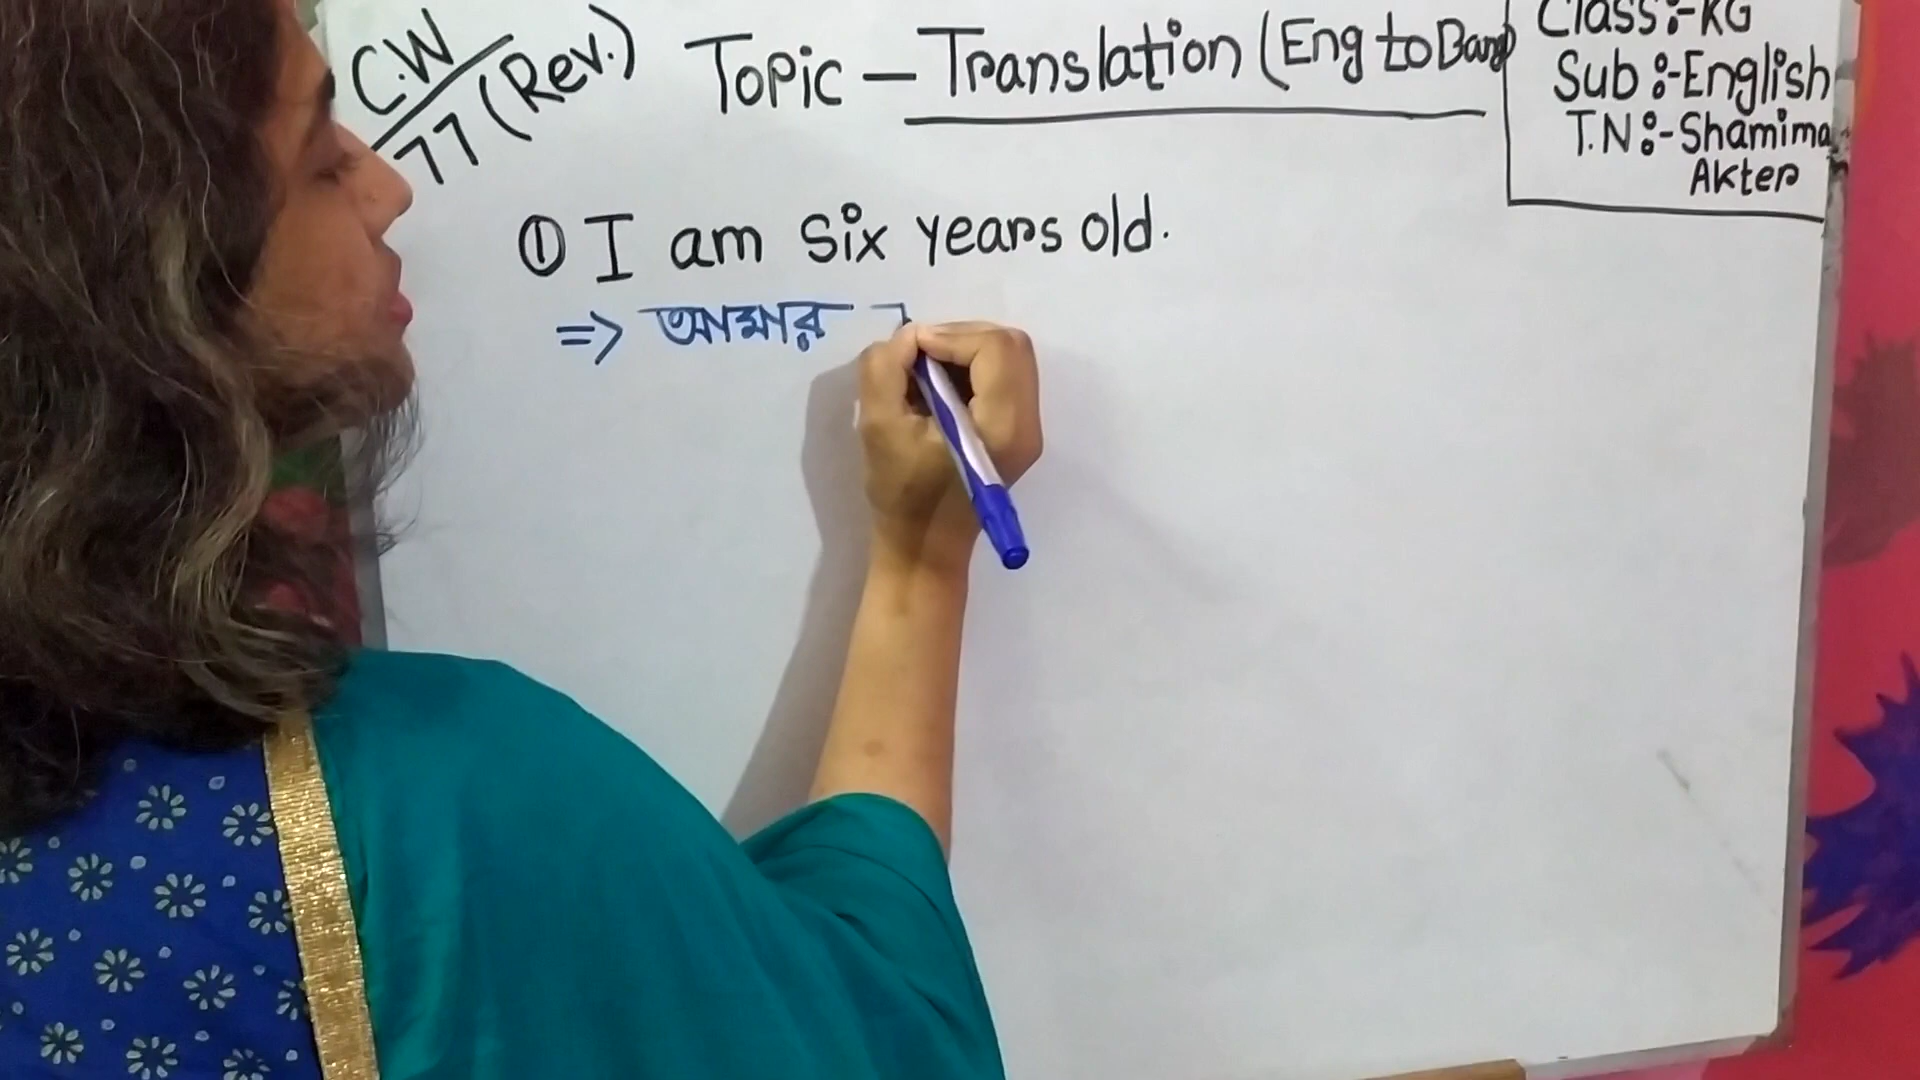 C.W
77 (Rev.)
Topic – Translation (Eng to Bang)
Class:-KG
Sub:-English
T.N:-Shamima
Akter
① I am six years old.
=> আমার